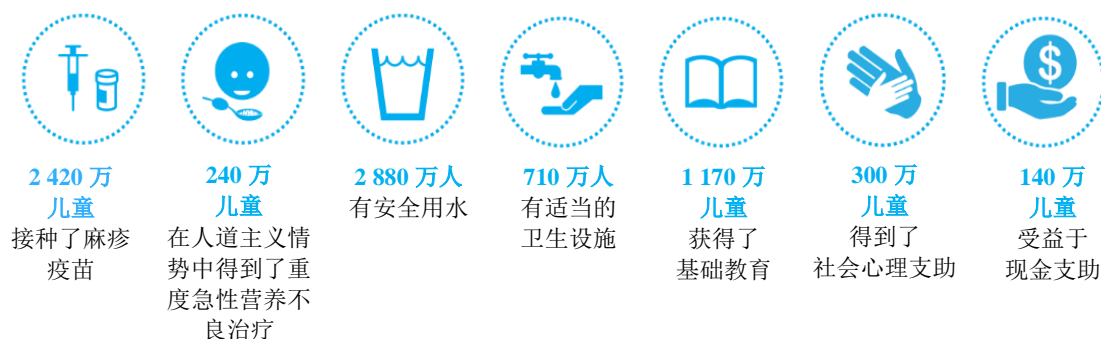 2 420 万
儿童
接种了麻疹
疫苗
240 万
儿童
在人道主义情
势中得到了重
度急性营养不
良治疗
2 880 万人
有安全用水
710 万人
有适当的
卫生设施
1 170 万
儿童
获得了
基础教育
300 万
儿童
得到了
社会心理支助
$
140 万
儿童
受益于
现金支助